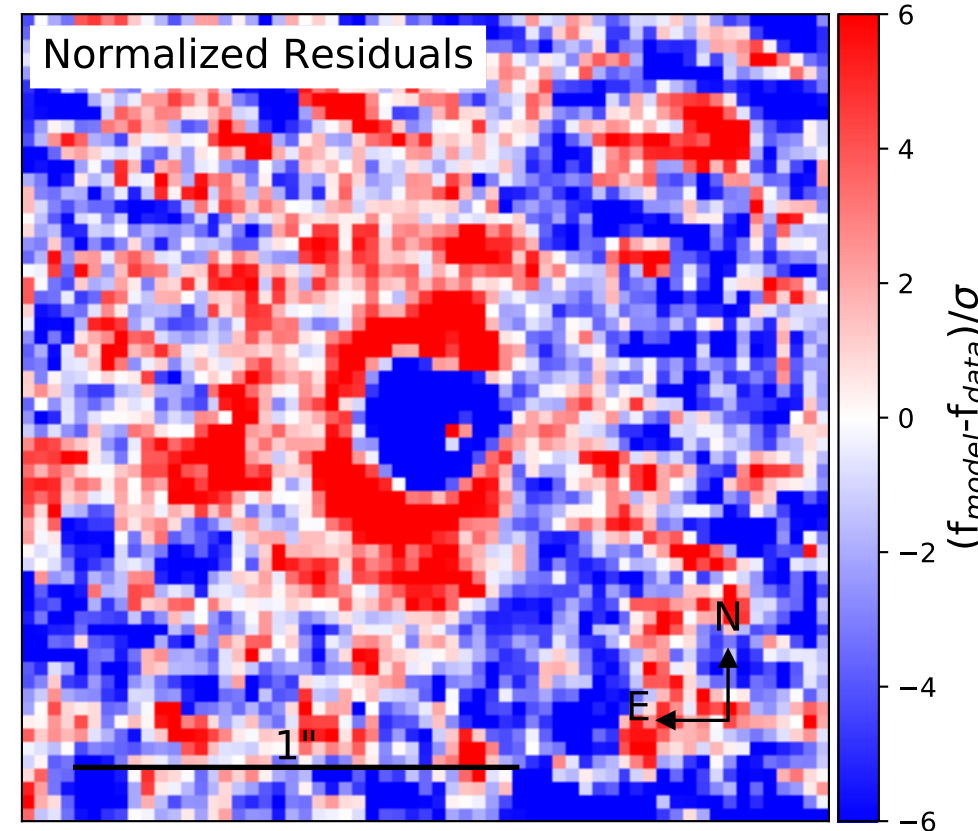 Normalized Residuals
6
4
2
0
−2
−4
−6
(f_model-f_data)/σ
N
E
1"